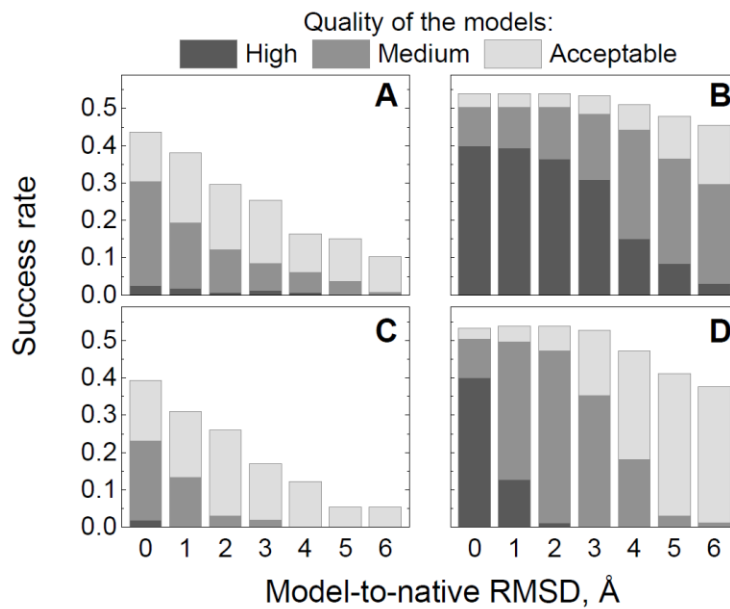 Quality of the models:
High Medium Acceptable
A B
0.5
0.4
0.3
0.2
0.1
0.0
Success rate
C D
0.5
0.4
0.3
0.2
0.1
0.0
0 1 2 3 4 5 6 0 1 2 3 4 5 6
Model-to-native RMSD, Å